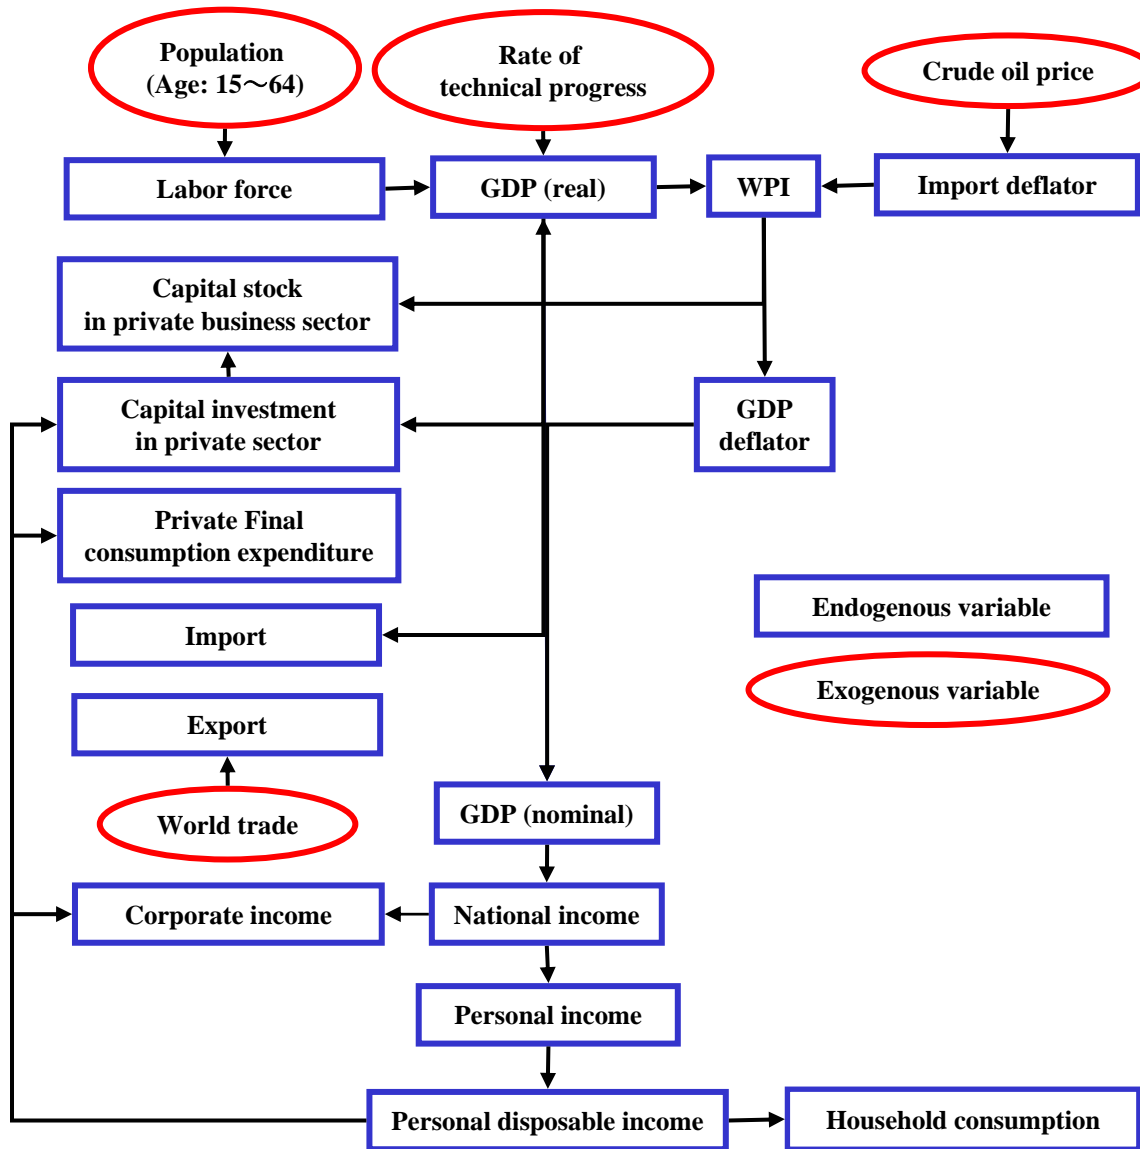 Population
(Age: 15～64)
Rate of
technical progress
Crude oil price
Labor force
GDP (real)
WPI
Import deflator
Capital stock
in private business sector
Capital investment
in private sector
GDP
deflator
Private Final
consumption expenditure
Endogenous variable
Import
Exogenous variable
Export
GDP (nominal)
World trade
Corporate income
National income
Personal income
Personal disposable income
Household consumption